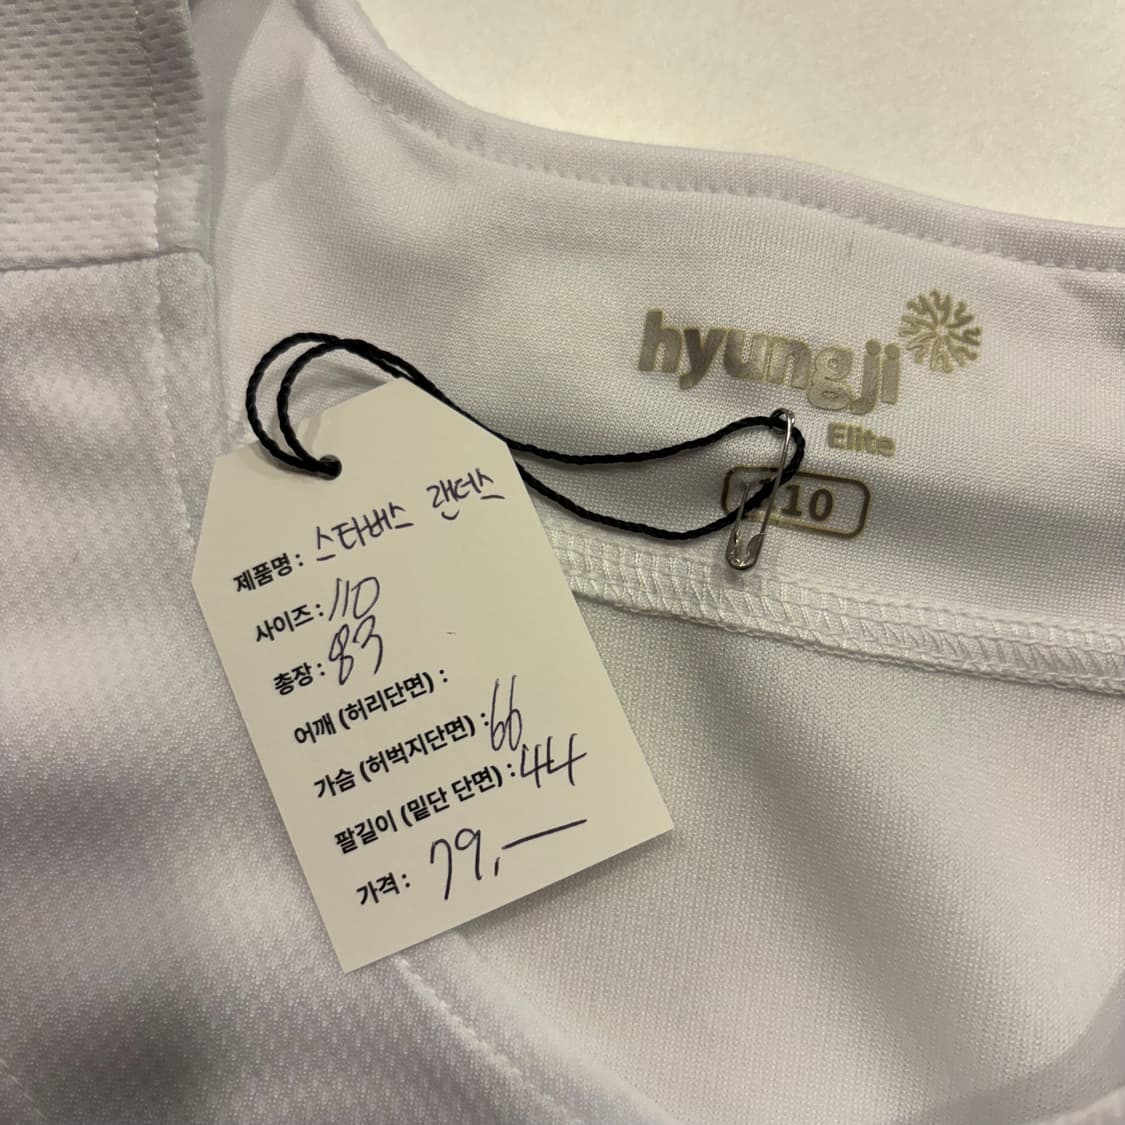 hyungji
Elite
110
제품명: 스타버스 랜더스
사이즈: 110
총장: 83
어깨 (허리단면) :
가슴 (허벅지단면) : 66
팔길이 (밑단 단면) : 44
가격: 79,—